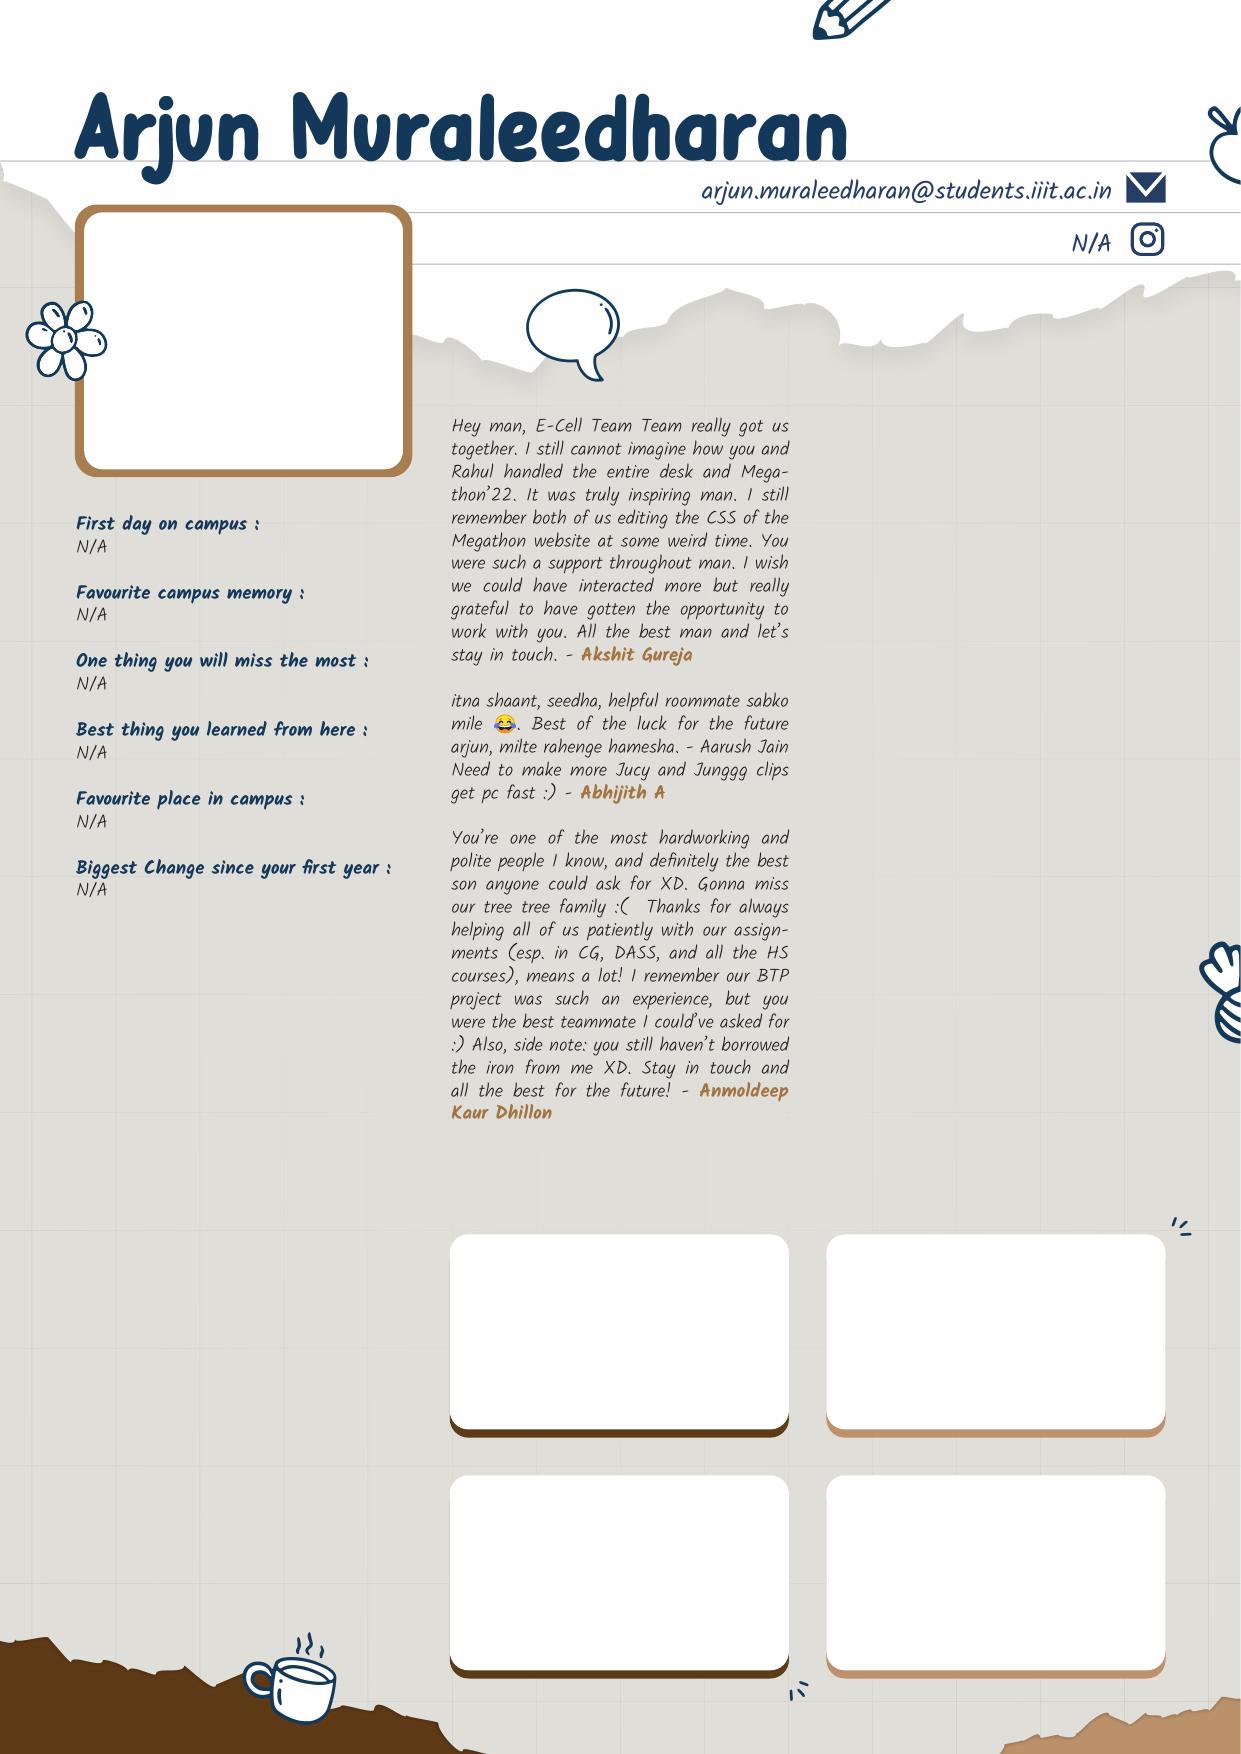 Arjun Muraleedharan
arjun.muraleedharan@students.iiit.ac.in
N/A
First day on campus :
N/A
Favourite campus memory :
N/A
One thing you will miss the most :
N/A
Best thing you learned from here :
N/A
Favourite place in campus :
N/A
Biggest Change since your first year :
N/A
Hey man, E-Cell Team Team really got us
together. I still cannot imagine how you and
Rahul handled the entire desk and Mega-
thon'22. It was truly inspiring man. I still
remember both of us editing the CSS of the
Megathon website at some weird time. You
were such a support throughout man. I wish
we could have interacted more but really
grateful to have gotten the opportunity to
work with you. All the best man and let's
stay in touch. - Akshit Gureja
itna shaant, seedha, helpful roommate sabko
mile 😂. Best of the luck for the future
arjun, milte rahenge hamesha. - Aarush Jain
Need to make more Jucy and Junggg clips
get pc fast :) - Abhijith A
You're one of the most hardworking and
polite people I know, and definitely the best
son anyone could ask for XD. Gonna miss
our tree tree family :( Thanks for always
helping all of us patiently with our assign-
ments (esp. in CG, DASS, and all the HS
courses), means a lot! I remember our BTP
project was such an experience, but you
were the best teammate I could've asked for
:) Also, side note: you still haven't borrowed
the iron from me XD. Stay in touch and
all the best for the future! - Anmoldeep
Kaur Dhillon